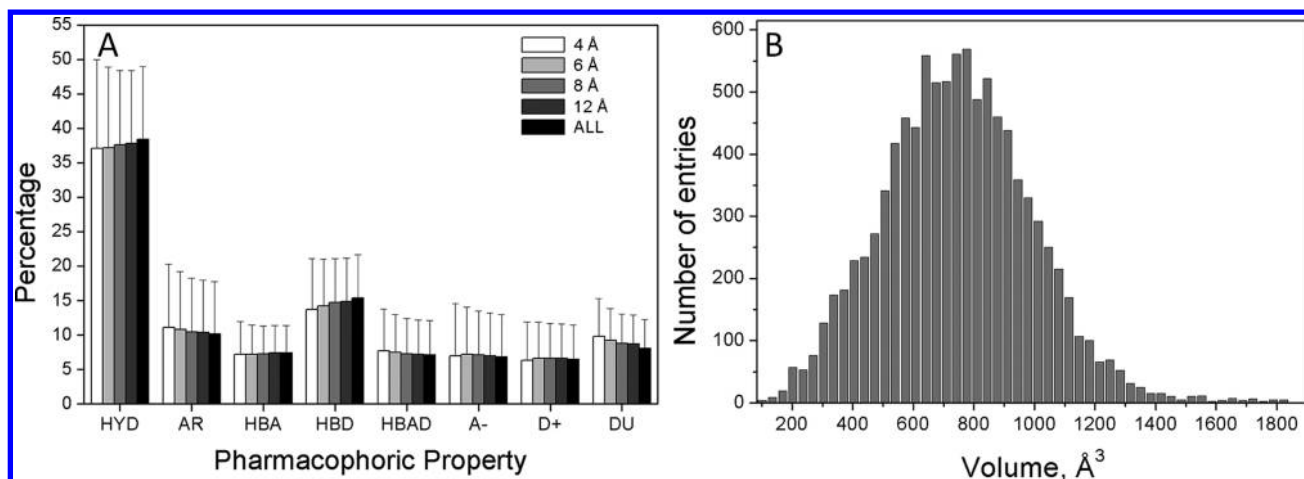 A
55
50
45
40
35
30
25
20
15
10
5
0
Percentage
4 Å
6 Å
8 Å
12 Å
ALL
HYD AR HBA HBD HBAD A- D+ DU
Pharmacophoric Property
B
600
500
400
300
200
100
0
Number of entries
200 400 600 800 1000 1200 1400 1600 1800
Volume, Å³